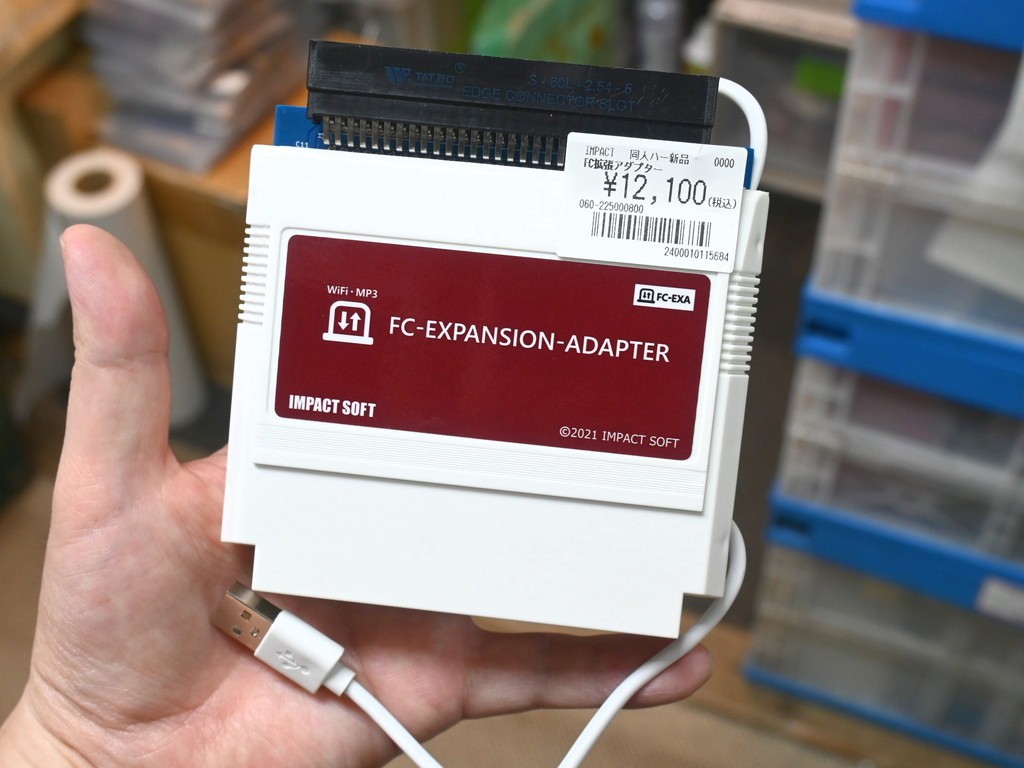 TATUNG
S-60L-2.54-5
EDGE CONNECTOR SLOT
IMPACT 同人ハー新品 0000
FC拡張アダプター
¥12,100(税込)
060-225000800
2400010115684
WiFi・MP3
FC-EXA
FC-EXPANSION-ADAPTER
IMPACT SOFT
©2021 IMPACT SOFT